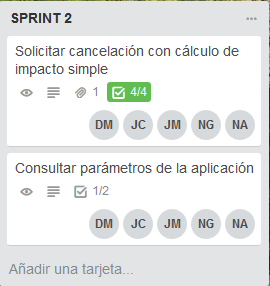 SPRINT 2 ...
Solicitar cancelación con cálculo de
impacto simple
1 4/4
DM JC JM NG NA
Consultar parámetros de la aplicación
1/2
DM JC JM NG NA
Añadir una tarjeta...